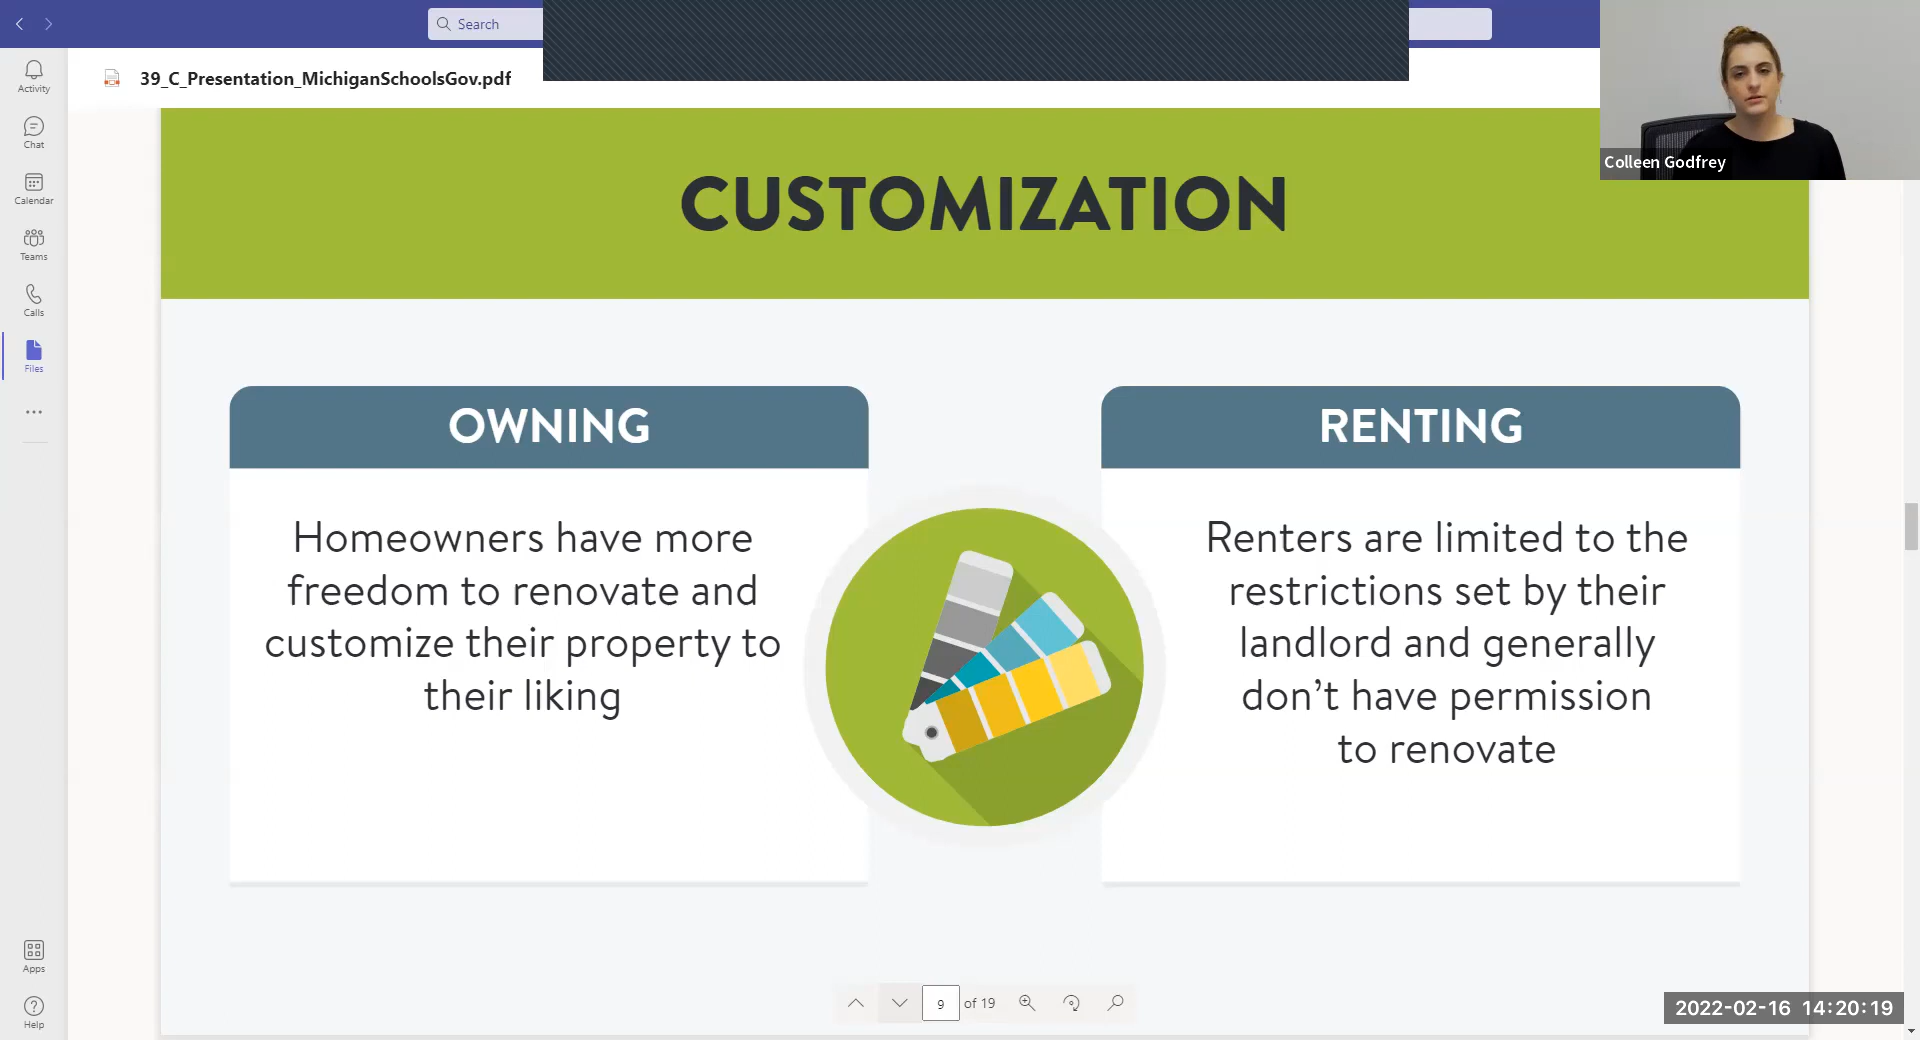 Search
Activity
Chat
Calendar
Teams
Calls
Files
Apps
Help
39_C_Presentation_MichiganSchoolsGov.pdf
Colleen Godfrey
CUSTOMIZATION
OWNING
Homeowners have more
freedom to renovate and
customize their property to
their liking
RENTING
Renters are limited to the
restrictions set by their
landlord and generally
don’t have permission
to renovate
9 of 19
2022-02-16 14:20:19